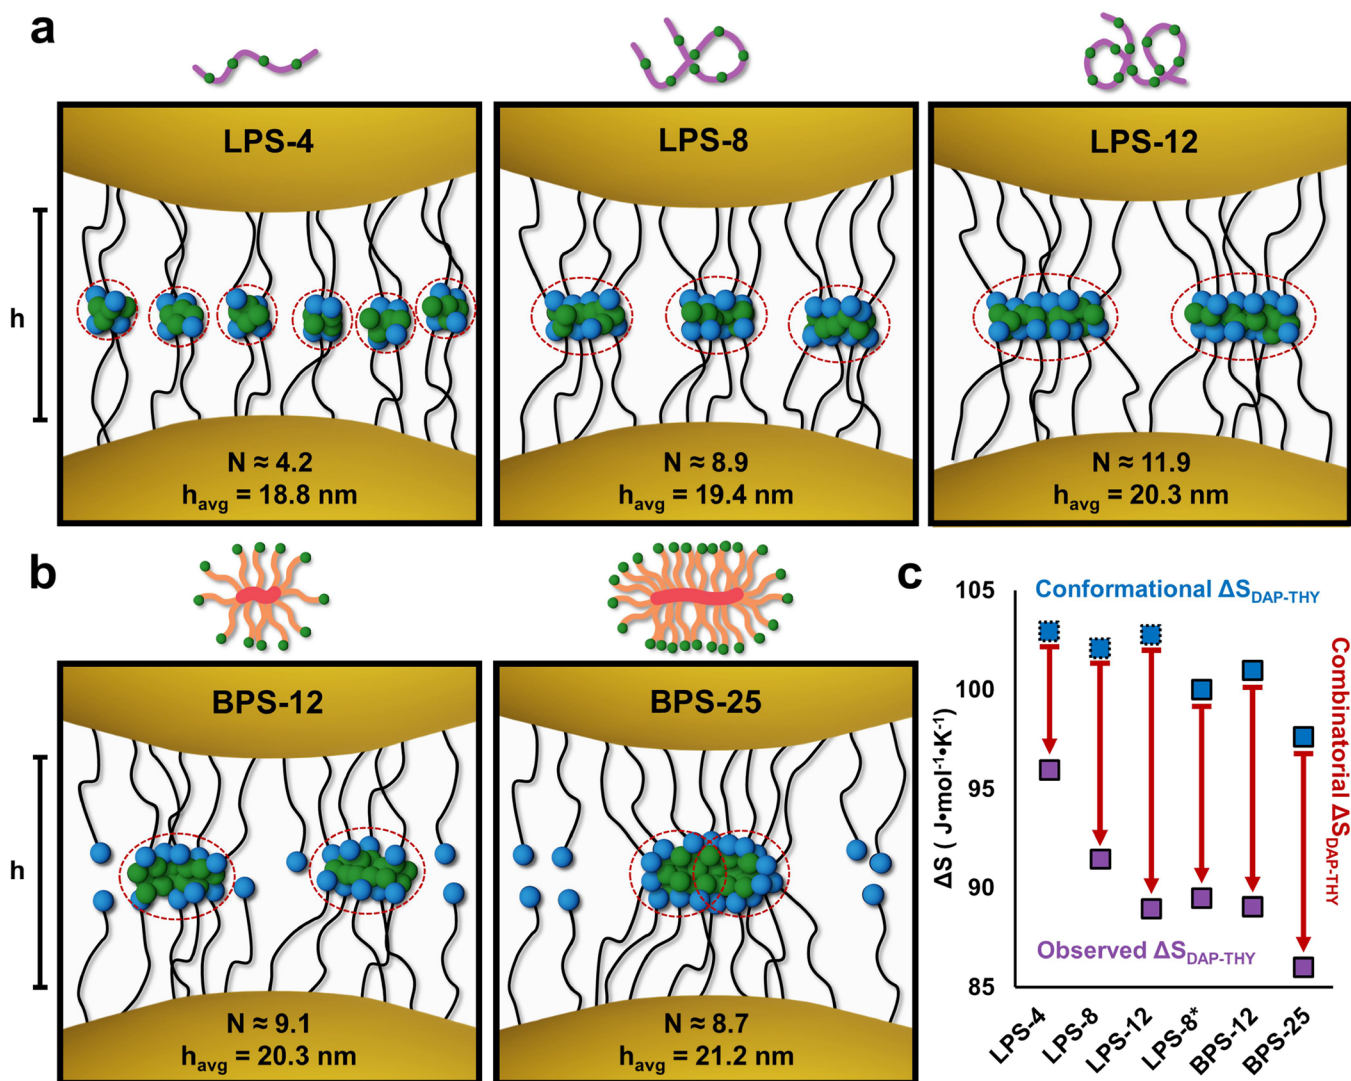 a
LPS-4
LPS-8
LPS-12
h
N ≈ 4.2
h_avg = 18.8 nm
N ≈ 8.9
h_avg = 19.4 nm
N ≈ 11.9
h_avg = 20.3 nm
b
BPS-12
BPS-25
h
N ≈ 9.1
h_avg = 20.3 nm
N ≈ 8.7
h_avg = 21.2 nm
c
105
100
95
90
85
ΔS ( J•mol⁻¹•K⁻¹)
Conformational ΔS_DAP-THY
Combinatorial ΔS_DAP-THY
Observed ΔS_DAP-THY
LPS-4
LPS-8
LPS-12
LPS-8*
BPS-12
BPS-25